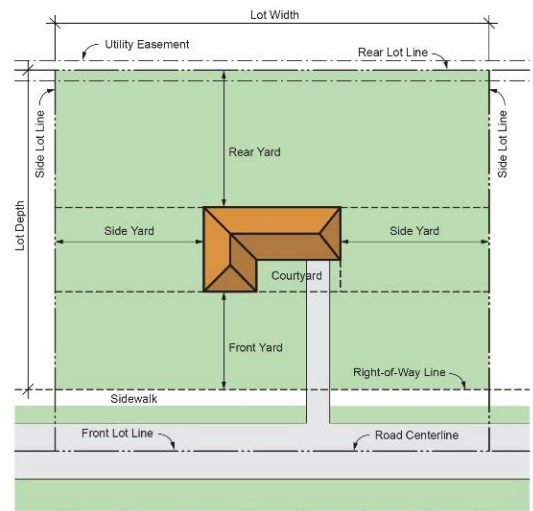 Lot Width
Utility Easement
Rear Lot Line
Side Lot Line
Side Lot Line
Rear Yard
Lot Depth
Side Yard
Side Yard
Courtyard
Front Yard
Right-of-Way Line
Sidewalk
Front Lot Line
Road Centerline